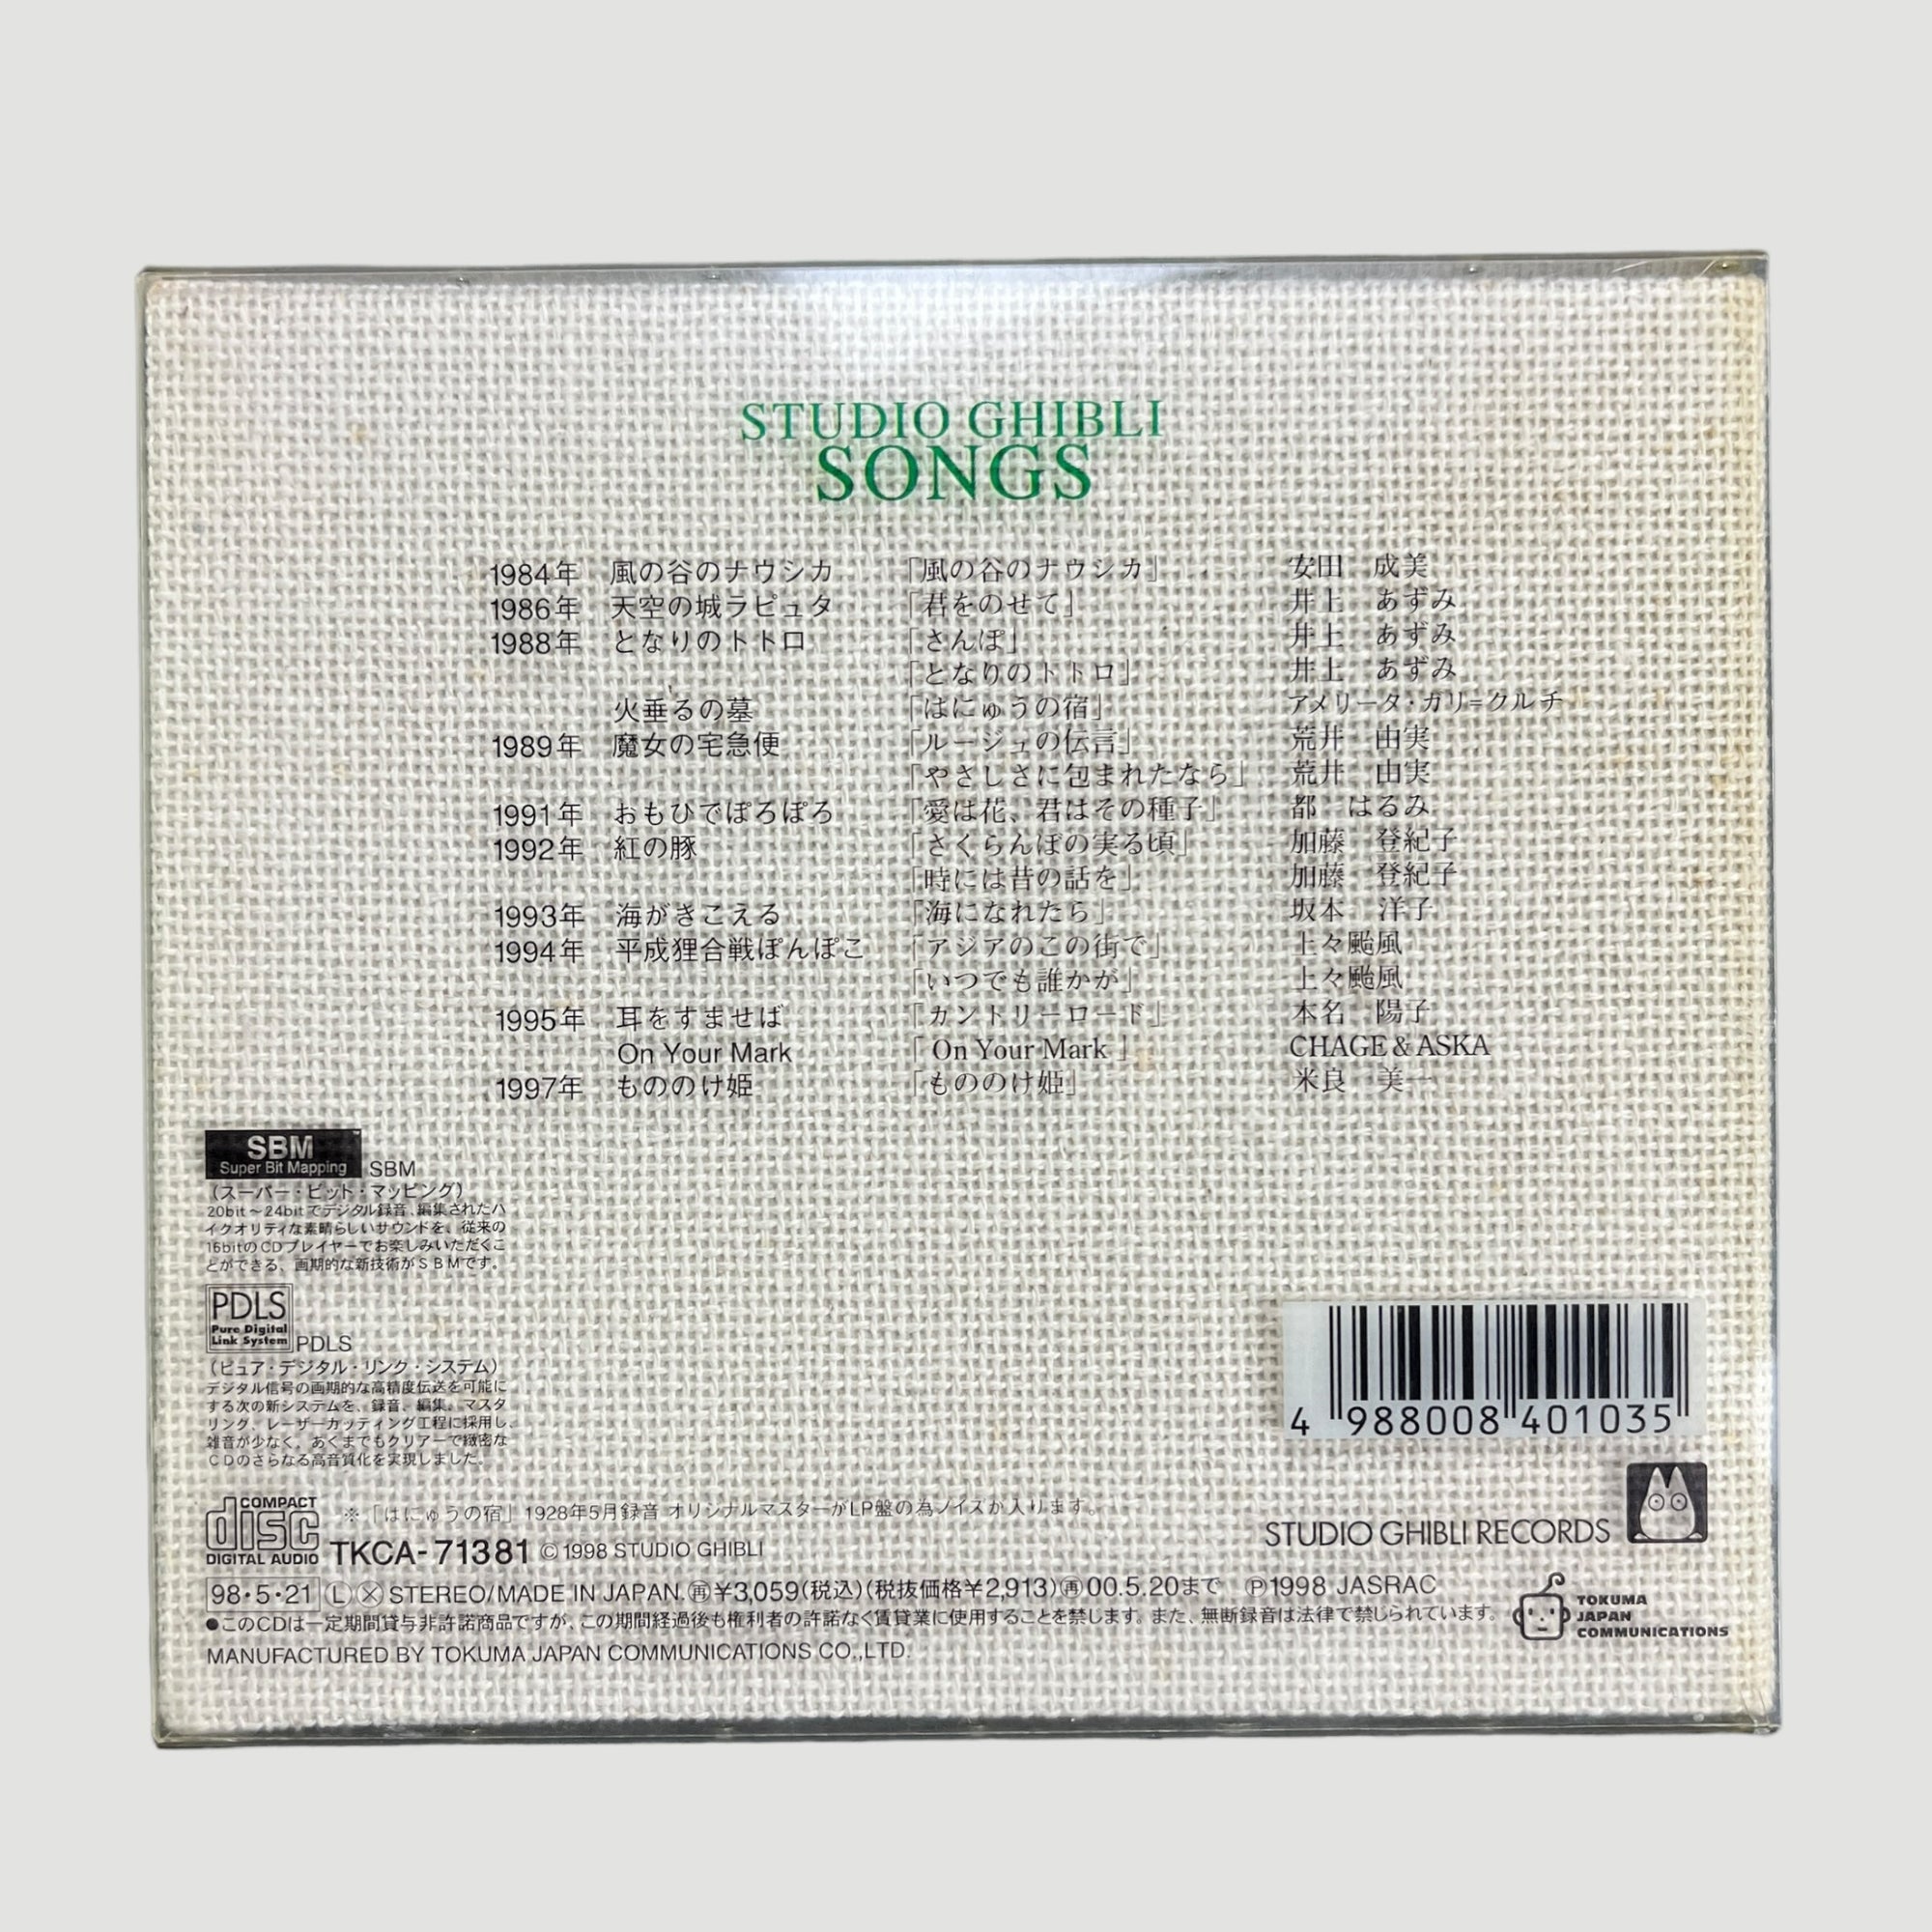 STUDIO GHIBLI
SONGS
1984年 風の谷のナウシカ 「風の谷のナウシカ」 安田 成美
1986年 天空の城ラピュタ 「君をのせて」 井上 あずみ
1988年 となりのトトロ 「さんぽ」 井上 あずみ
「となりのトトロ」 井上 あずみ
火垂るの墓 「はにゅうの宿」 アメリータ・ガリ=クルチ
1989年 魔女の宅急便 「ルージュの伝言」 荒井 由実
「やさしさに包まれたなら」 荒井 由実
1991年 おもひでぽろぽろ 「愛は花、君はその種子」 都 はるみ
1992年 紅の豚 「さくらんぼの実る頃」 加藤 登紀子
「時には昔の話を」 加藤 登紀子
1993年 海がきこえる 「海になれたら」 坂本 洋子
1994年 平成狸合戦ぽんぽこ 「アジアのこの街で」 上々颱風
「いつでも誰かが」 上々颱風
1995年 耳をすませば 「カントリーロード」 本名 陽子
On Your Mark 「On Your Mark」 CHAGE & ASKA
1997年 もののけ姫 「もののけ姫」 米良 美一
SBM
Super Bit Mapping SBM
(スーパー・ビット・マッピング)
20bit～24bitでデジタル録音、編集されたハ
イクオリティな素晴らしいサウンドを、従来の
16bitのCDプレイヤーでお楽しみいただくこ
とができる、画期的な新技術がSBMです。
PDLS
Pure Digital
Link System PDLS
(ピュア・デジタル・リンク・システム)
デジタル信号の画期的な高精度伝送を可能に
する次の新システムを、録音、編集、マスタ
リング、レーザーカッティング工程に採用し、
雑音が少なく、あくまでもクリアーで緻密な
CDのさらなる高音質化を実現しました。
4 988008 401035
COMPACT
disc
DIGITAL AUDIO
※「はにゅうの宿」1928年5月録音 オリジナルマスターがLP盤の為ノイズが入ります。
TKCA-71381 ©1998 STUDIO GHIBLI
STUDIO GHIBLI RECORDS
98・5・21 Ⓛ Ⓧ STEREO/MADE IN JAPAN.㊢¥3,059(税込)(税抜価格¥2,913)㊢00.5.20まで Ⓟ1998 JASRAC
●このCDは一定期間貸与非許諾商品ですが、この期間経過後も権利者の許諾なく賃貸業に使用することを禁じます。また、無断録音は法律で禁じられています。
MANUFACTURED BY TOKUMA JAPAN COMMUNICATIONS CO.,LTD.
TOKUMA
JAPAN
COMMUNICATIONS